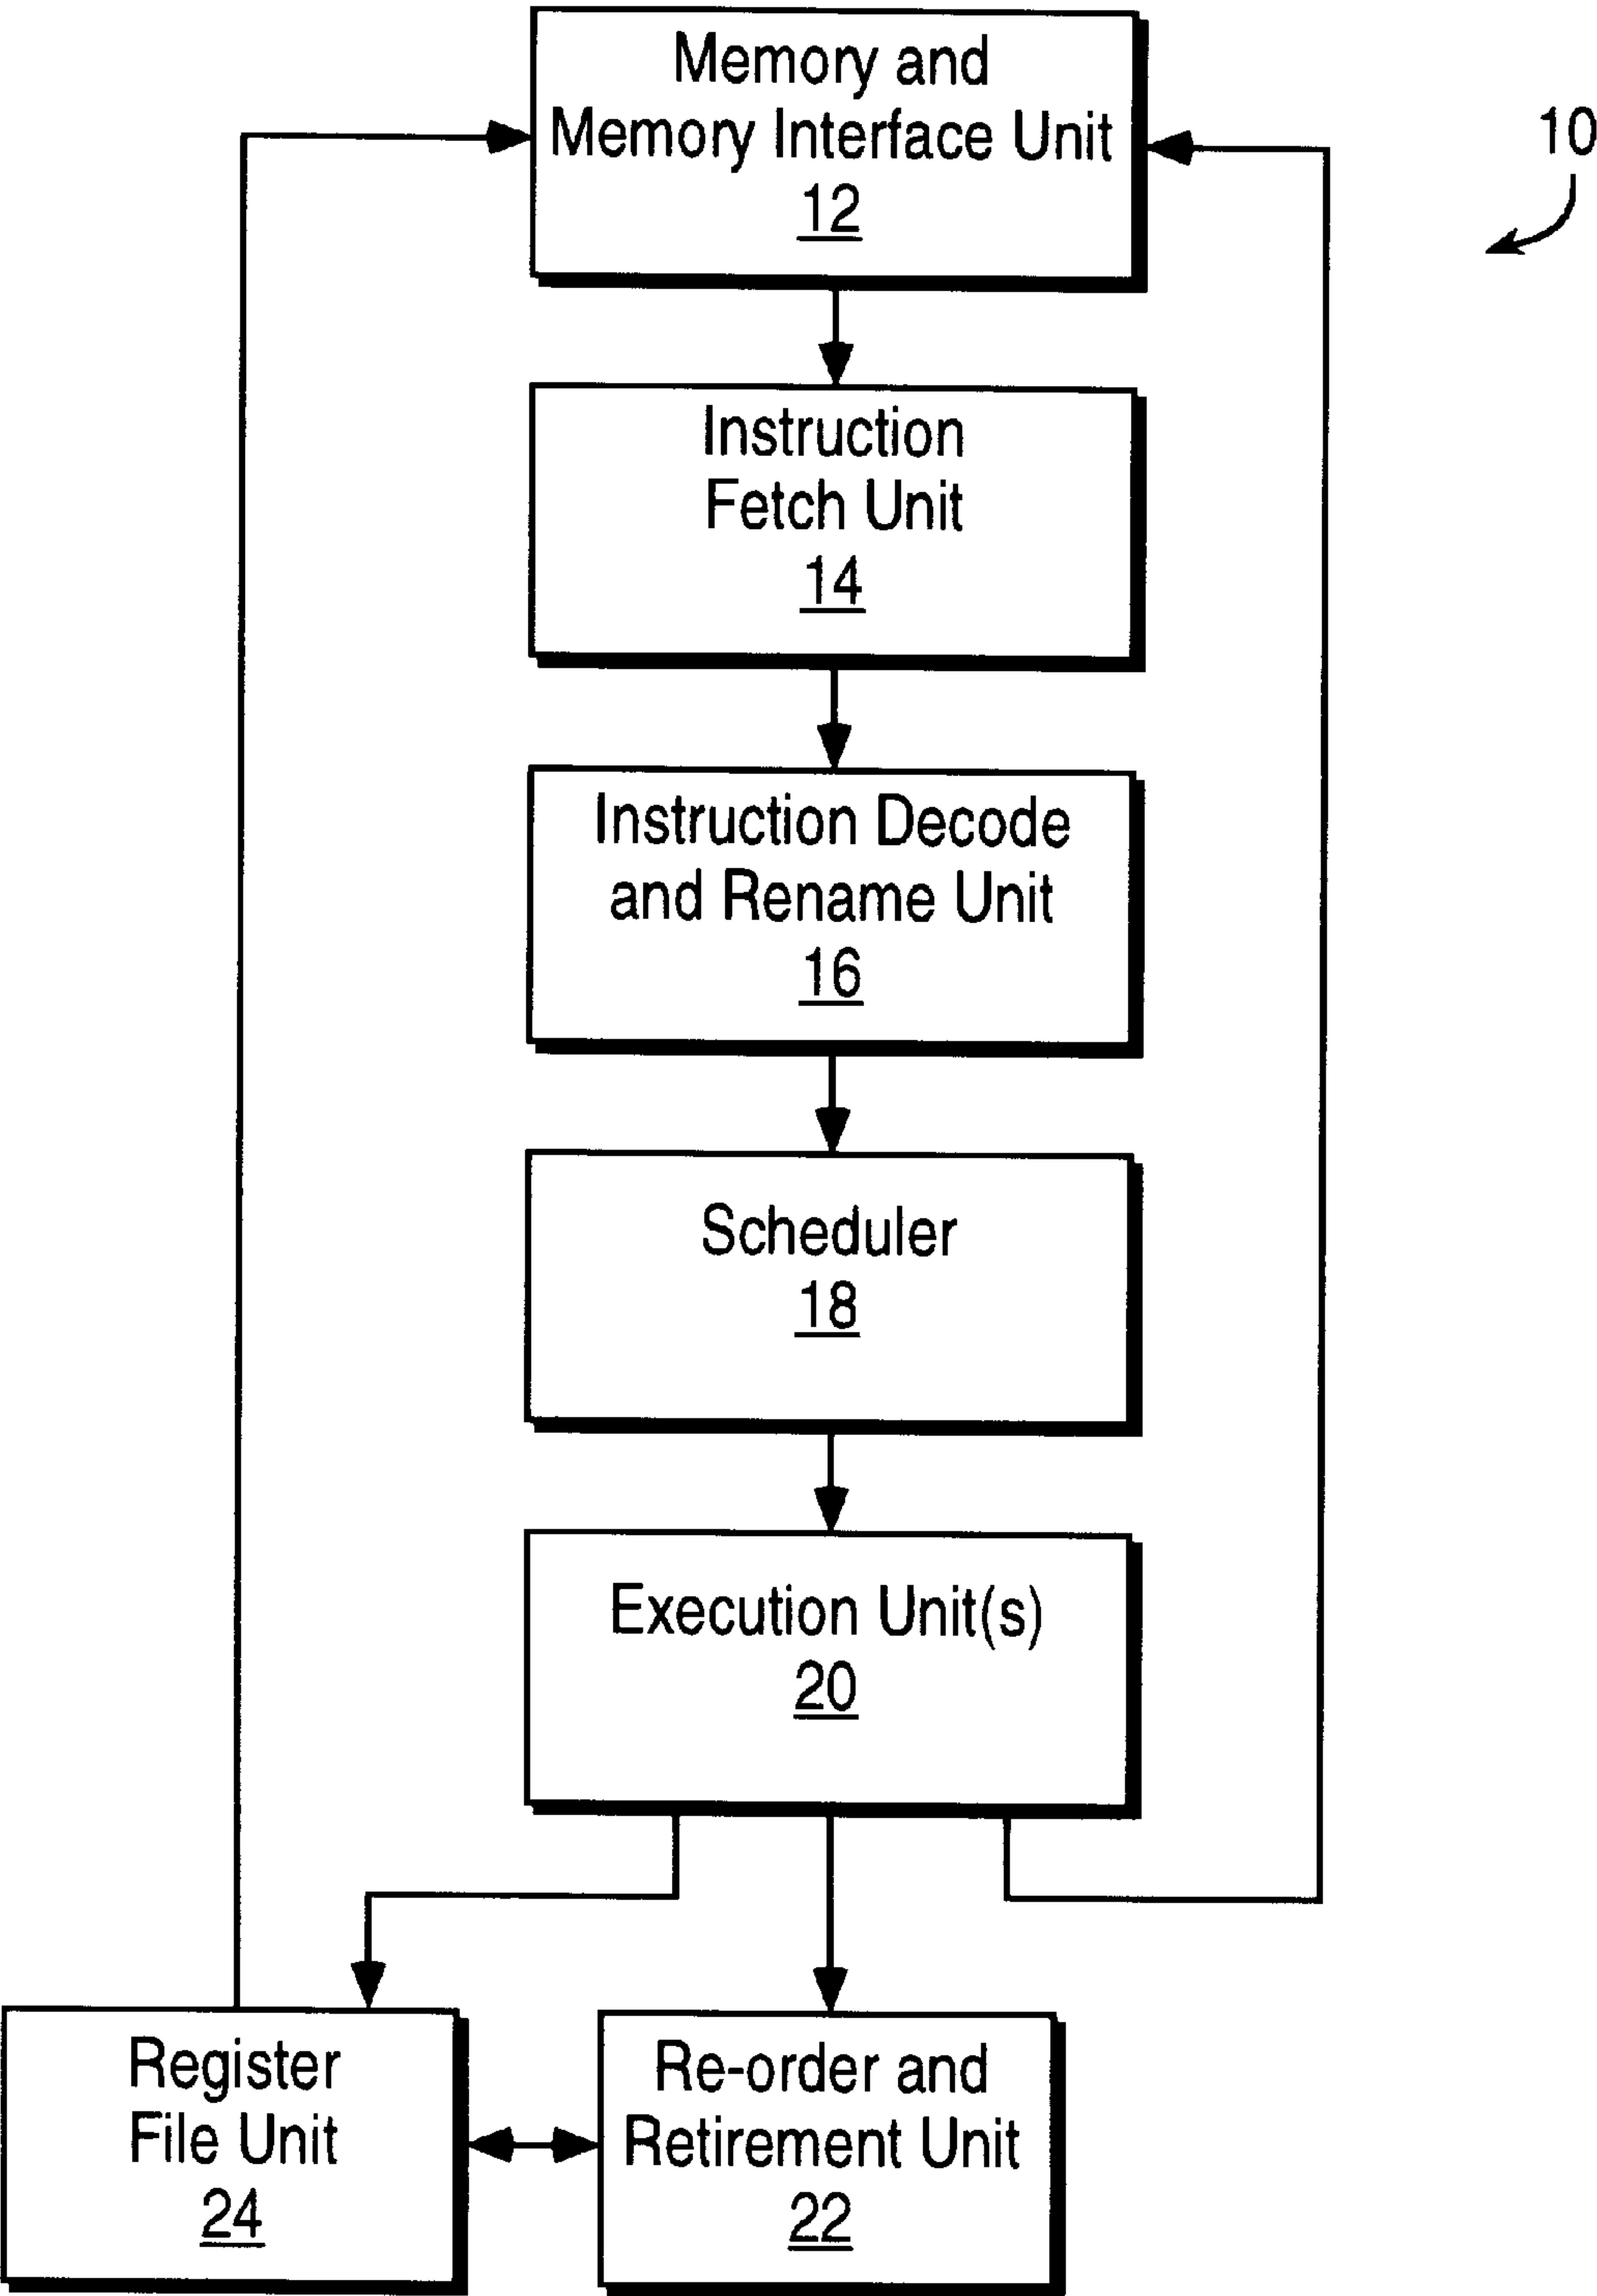 Memory and
Memory Interface Unit
12
10
Instruction
Fetch Unit
14
Instruction Decode
and Rename Unit
16
Scheduler
18
Execution Unit(s)
20
Register
File Unit
24
Re-order and
Retirement Unit
22